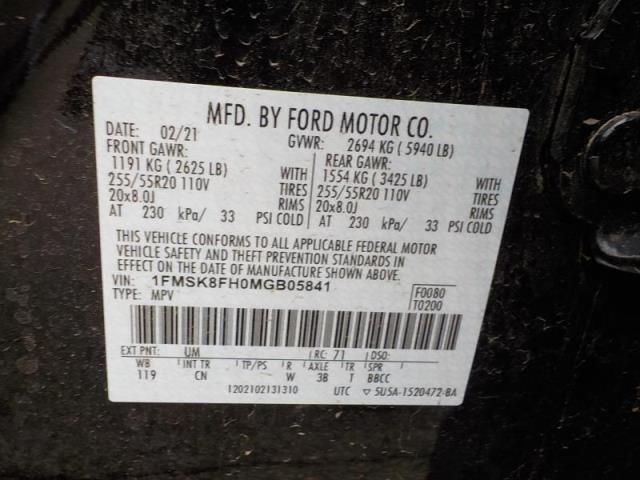 MFD. BY FORD MOTOR CO.
DATE: 02/21 GVWR: 2694 KG ( 5940 LB)
FRONT GAWR: REAR GAWR:
1191 KG ( 2625 LB) WITH 1554 KG ( 3425 LB) WITH
255/55R20 110V TIRES 255/55R20 110V TIRES
20x8.0J RIMS 20x8.0J RIMS
AT 230 kPa/ 33 PSI COLD AT 230 kPa/ 33 PSI COLD
THIS VEHICLE CONFORMS TO ALL APPLICABLE FEDERAL MOTOR
VEHICLE SAFETY AND THEFT PREVENTION STANDARDS IN
EFFECT ON THE DATE OF MANUFACTURE SHOWN ABOVE.
VIN: 1FMSK8FH0MGB05841 F0080
TYPE: MPV T0200
EXT PNT: UM RC: 71 DSO:
WB INT TR TP/PS R AXLE TR SPR
119 CN W 3B T BBCC
1202102131310 UTC ▽ 5U5A-1520472-BA